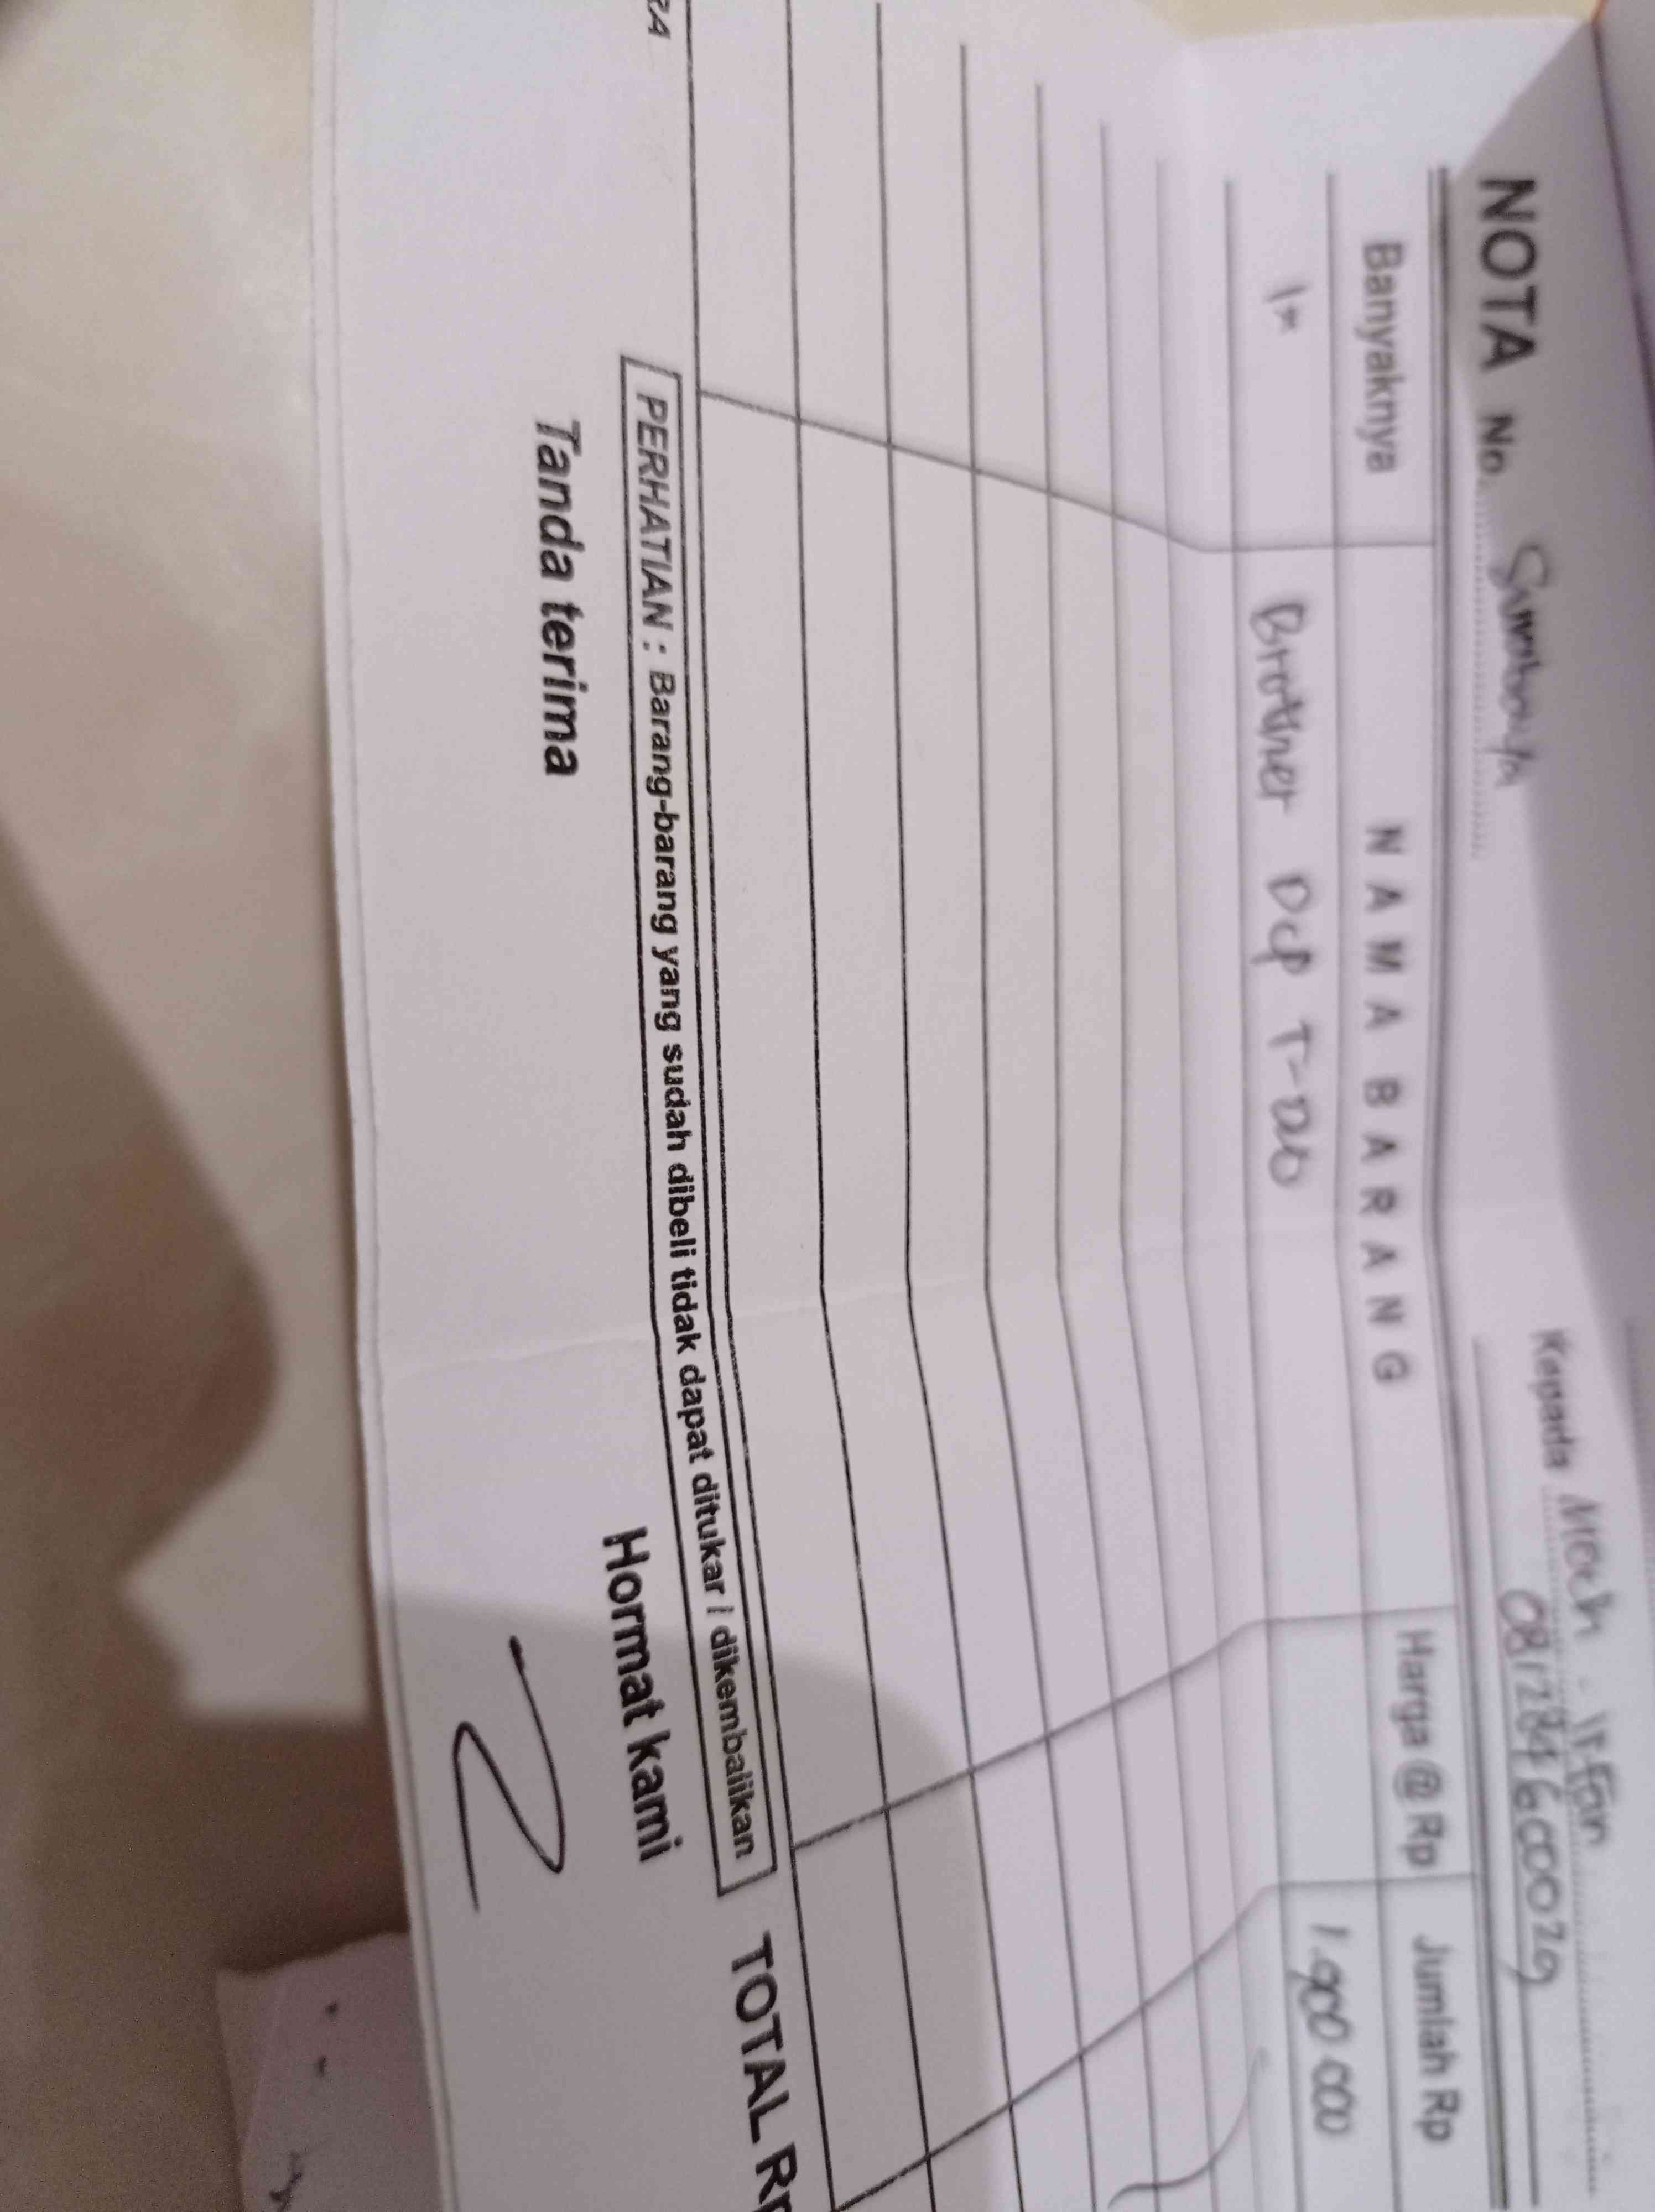 Kepada Moch - Irfan
NOTA No.
081284600029
Banyaknya NAMA BARANG Harga @ Rp Jumlah Rp
1x Brother Dcp T-220 1.900 000
PERHATIAN : Barang-barang yang sudah dibeli tidak dapat ditukar / dikembalikan TOTAL Rp
Tanda terima Hormat kami